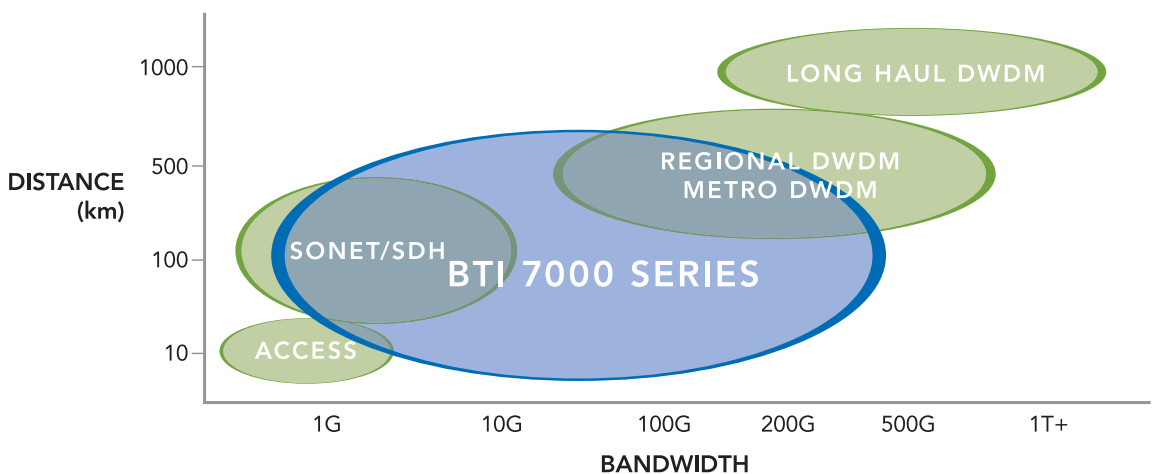 1000
LONG HAUL DWDM
500
REGIONAL DWDM
METRO DWDM
DISTANCE
(km)
100
SONET/SDH
BTI 7000 SERIES
10
ACCESS
1G 10G 100G 200G 500G 1T+
BANDWIDTH